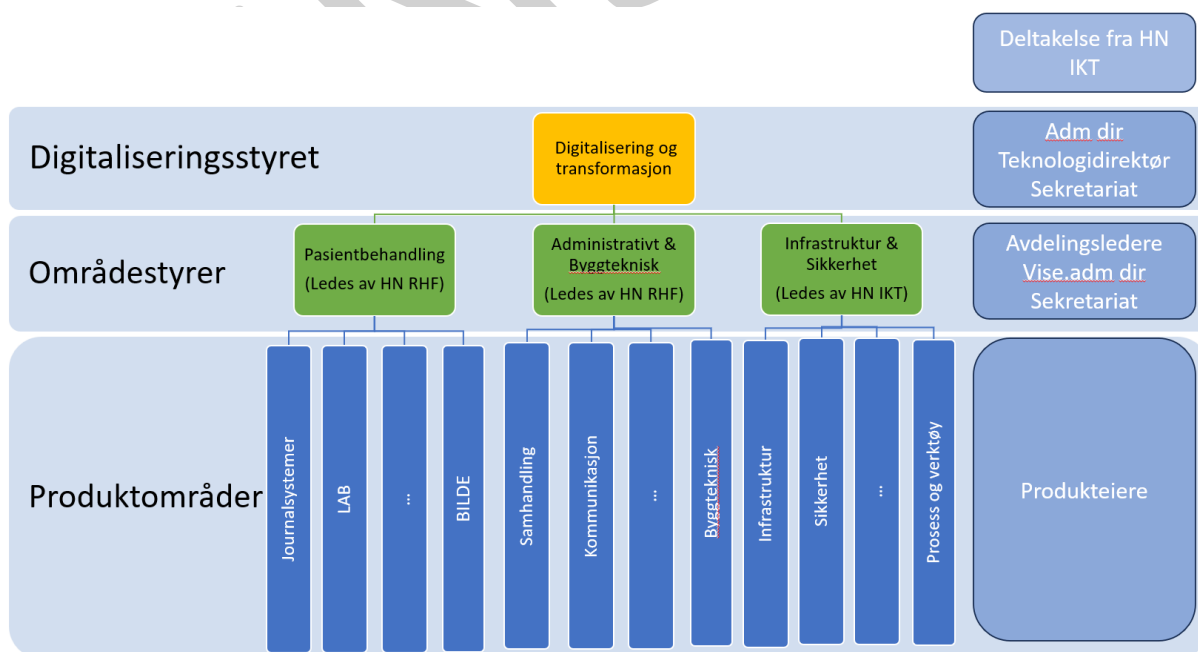 Deltakelse fra HN
IKT
Digitaliseringsstyret
Digitalisering og
transformasjon
Adm dir
Teknologidirektør
Sekretariat
Områdestyrer
Pasientbehandling
(Ledes av HN RHF)
Administrativt &
Byggteknisk
(Ledes av HN RHF)
Infrastruktur &
Sikkerhet
(Ledes av HN IKT)
Avdelingsledere
Vise.adm dir
Sekretariat
Produktområder
Journalsystemer
LAB
...
BILDE
Samhandling
Kommunikasjon
...
Byggteknisk
Infrastruktur
Sikkerhet
...
Prosess og verktøy
Produkteiere